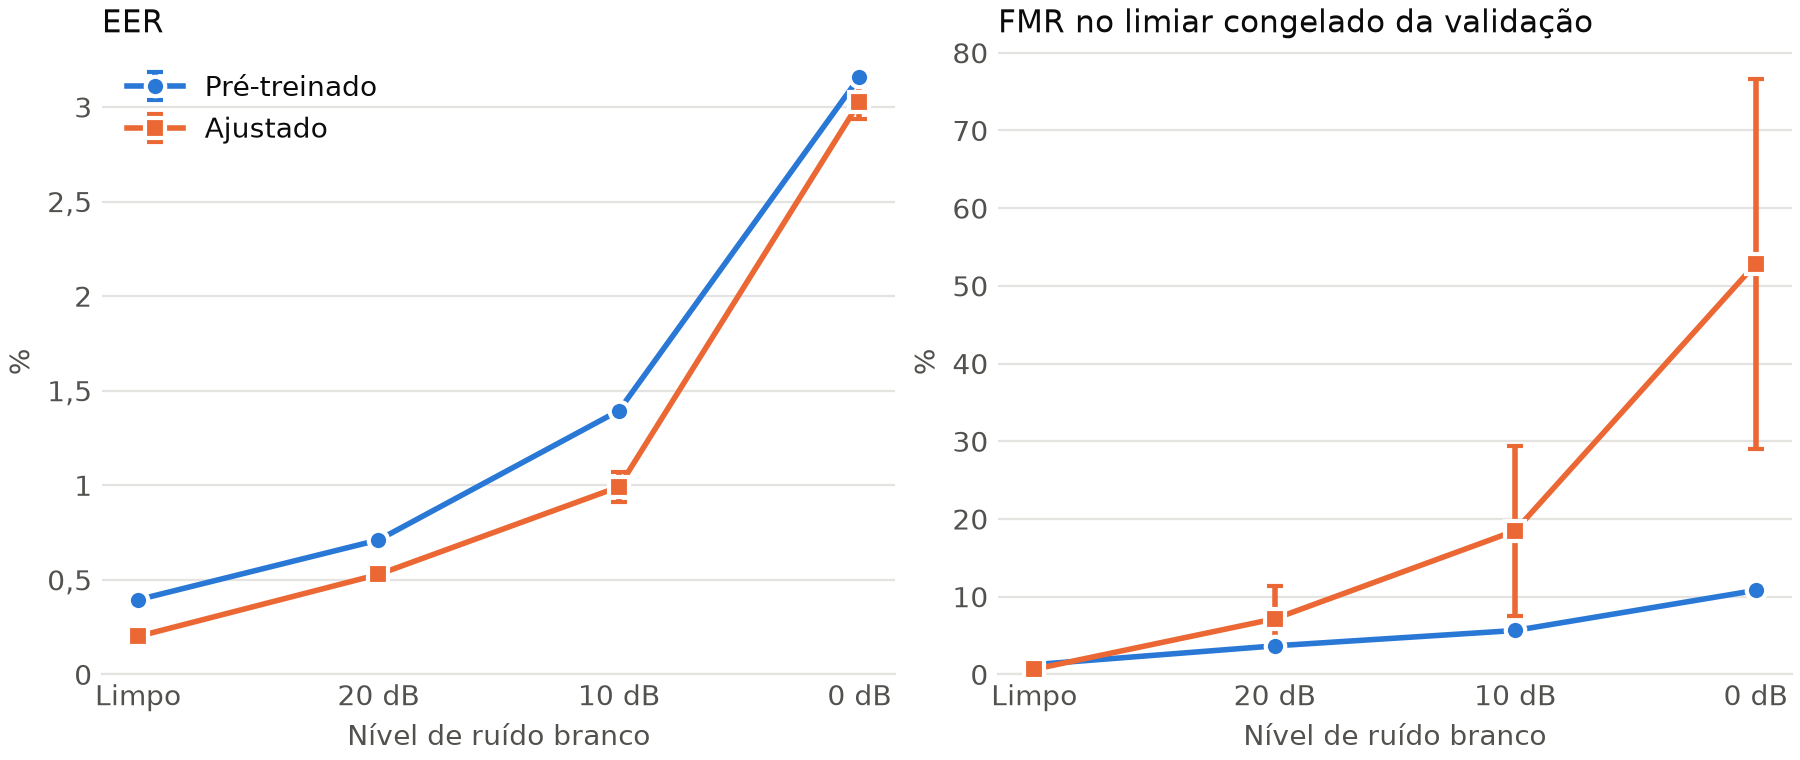 EER
Pré-treinado
Ajustado
3
2,5
2
1,5
1
0,5
0
%
Limpo
20 dB
10 dB
0 dB
Nível de ruído branco
FMR no limiar congelado da validação
80
70
60
50
40
30
20
10
0
%
Limpo
20 dB
10 dB
0 dB
Nível de ruído branco